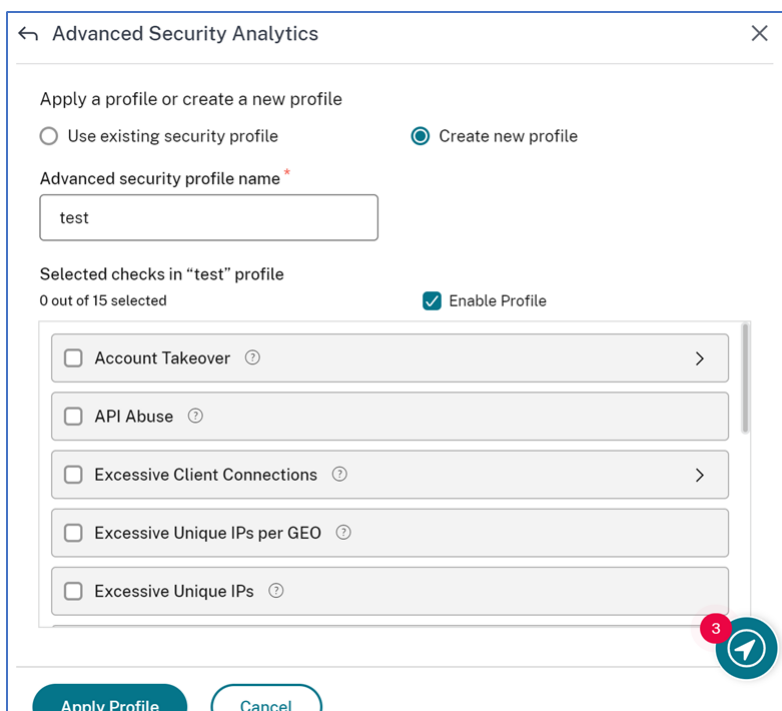 Advanced Security Analytics
Apply a profile or create a new profile
Use existing security profile Create new profile
Advanced security profile name *
test
Selected checks in “test” profile
0 out of 15 selected Enable Profile
Account Takeover ?
API Abuse ?
Excessive Client Connections ?
Excessive Unique IPs per GEO ?
Excessive Unique IPs ?
3
Apply Profile Cancel